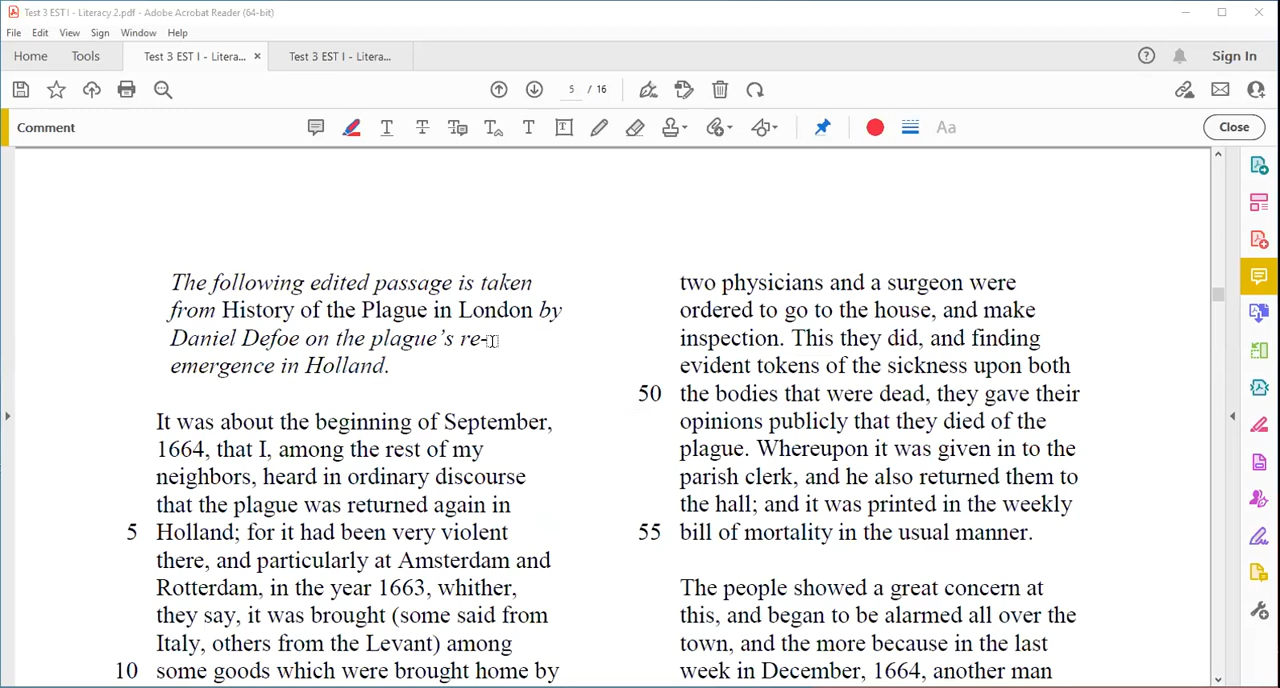 Test 3 EST I - Literacy 2.pdf - Adobe Acrobat Reader (64-bit)
File Edit View Sign Window Help
Home Tools Test 3 EST I - Litera... × Test 3 EST I - Litera... Sign In
5 / 16
Comment Aa Close
The following edited passage is taken
from History of the Plague in London by
Daniel Defoe on the plague's re-
emergence in Holland.
It was about the beginning of September,
1664, that I, among the rest of my
neighbors, heard in ordinary discourse
that the plague was returned again in
5 Holland; for it had been very violent
there, and particularly at Amsterdam and
Rotterdam, in the year 1663, whither,
they say, it was brought (some said from
Italy, others from the Levant) among
10 some goods which were brought home by
two physicians and a surgeon were
ordered to go to the house, and make
inspection. This they did, and finding
evident tokens of the sickness upon both
50 the bodies that were dead, they gave their
opinions publicly that they died of the
plague. Whereupon it was given in to the
parish clerk, and he also returned them to
the hall; and it was printed in the weekly
55 bill of mortality in the usual manner.
The people showed a great concern at
this, and began to be alarmed all over the
town, and the more because in the last
week in December, 1664, another man